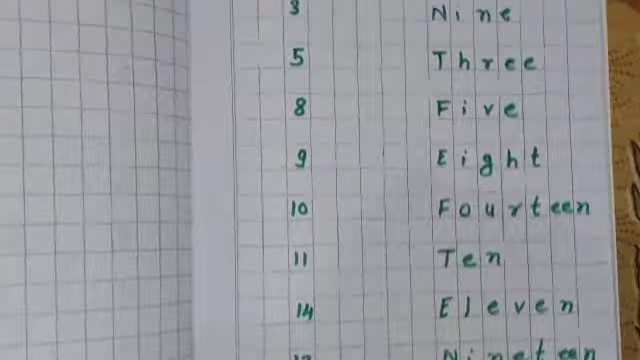 3 Nine
5 Three
8 Five
9 Eight
10 Fourteen
11 Ten
14 Eleven
Nineteen